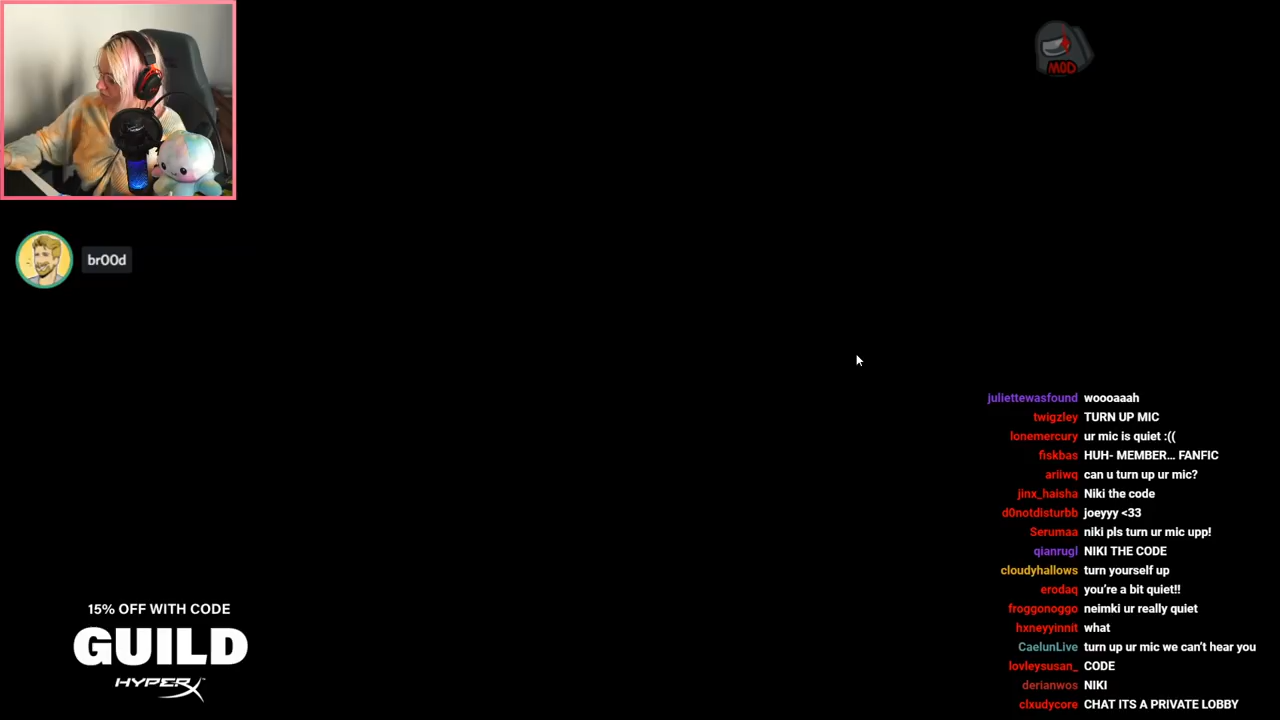 MOD
br00d
juliettewasfound woooaaah
twigzley TURN UP MIC
lonemercury ur mic is quiet :((
fiskbas HUH- MEMBER... FANFIC
ariiwq can u turn up ur mic?
jinx_haisha Niki the code
d0notdisturbb joeyyy <33
Serumaa niki pls turn ur mic upp!
qianrugl NIKI THE CODE
cloudyhallows turn yourself up
erodaq you’re a bit quiet!!
froggonoggo neimki ur really quiet
hxneyyinnit what
CaelunLive turn up ur mic we can’t hear you
lovleysusan_ CODE
derianwos NIKI
clxudycore CHAT ITS A PRIVATE LOBBY
15% OFF WITH CODE
GUILD
HYPERX